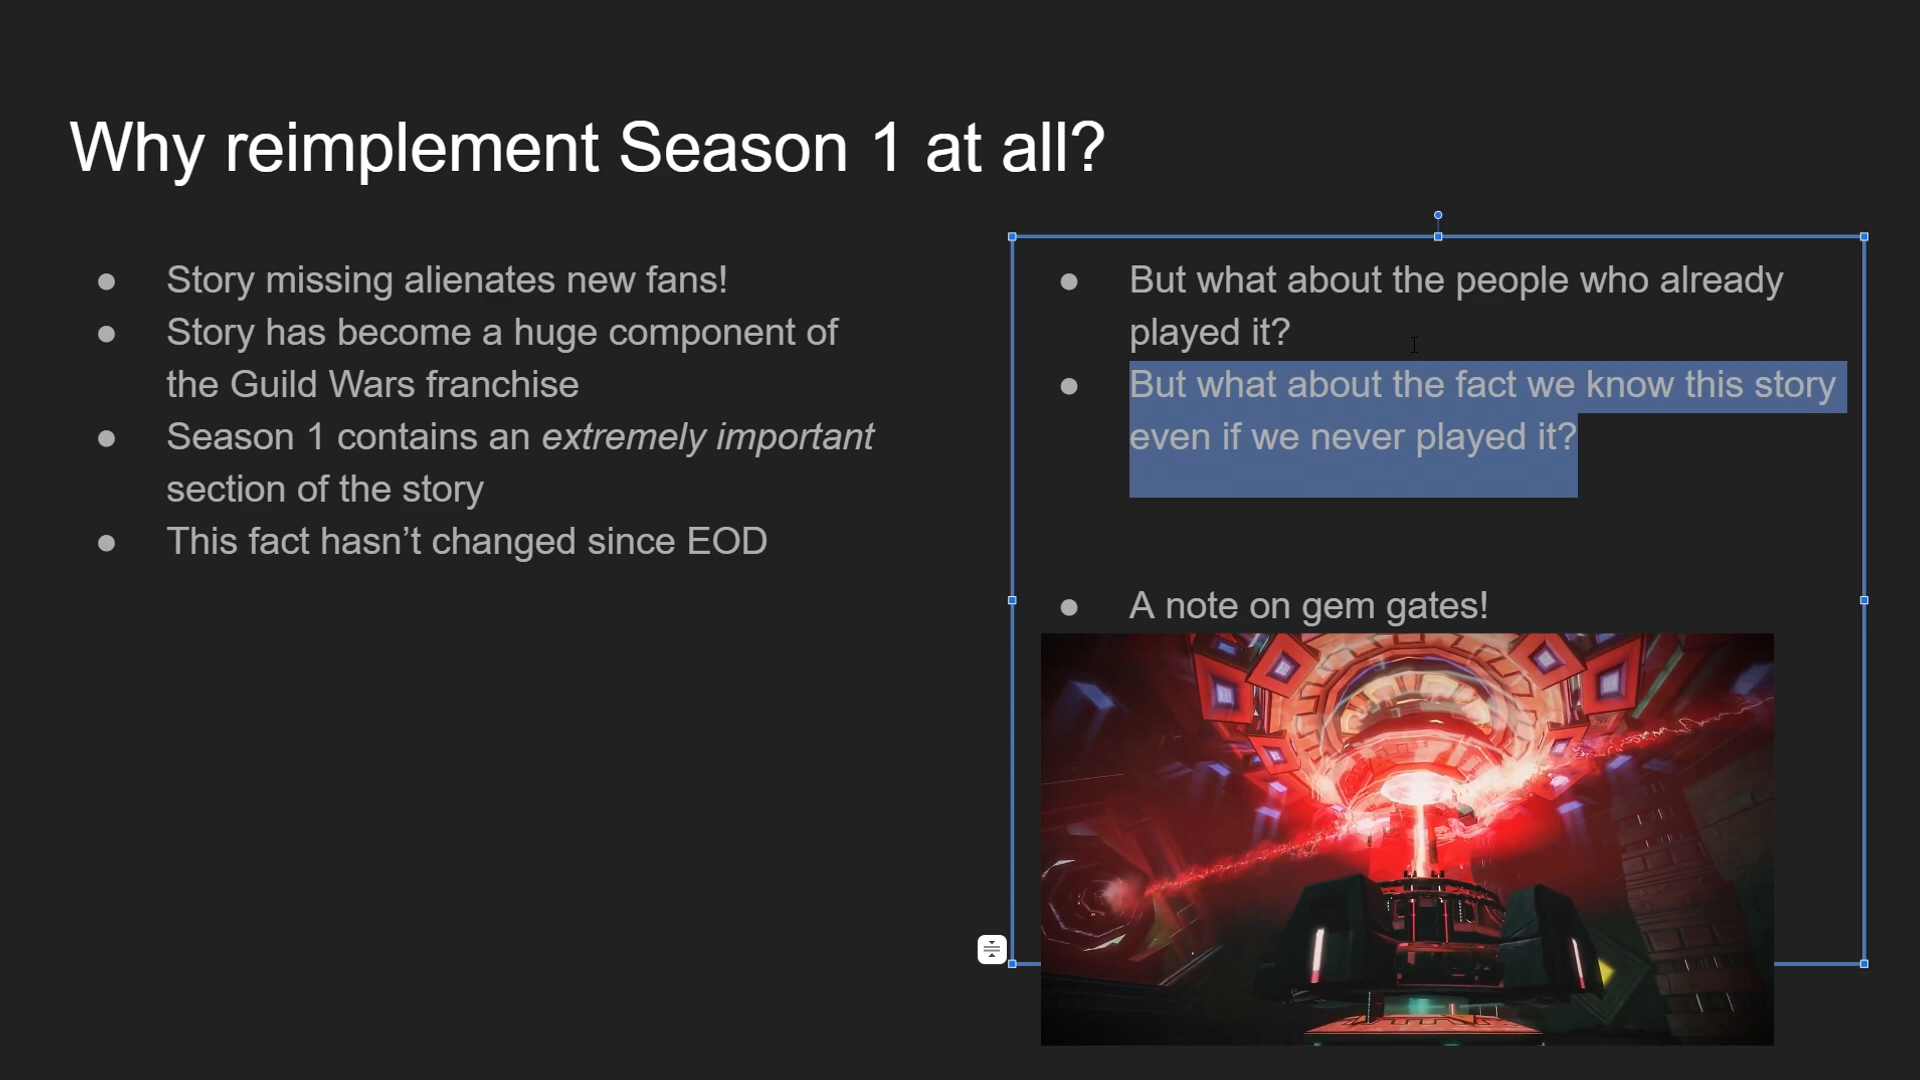 Why reimplement Season 1 at all?
● Story missing alienates new fans!
● Story has become a huge component of
the Guild Wars franchise
● Season 1 contains an extremely important
section of the story
● This fact hasn’t changed since EOD
● But what about the people who already
played it?
● But what about the fact we know this story
even if we never played it?
● A note on gem gates!